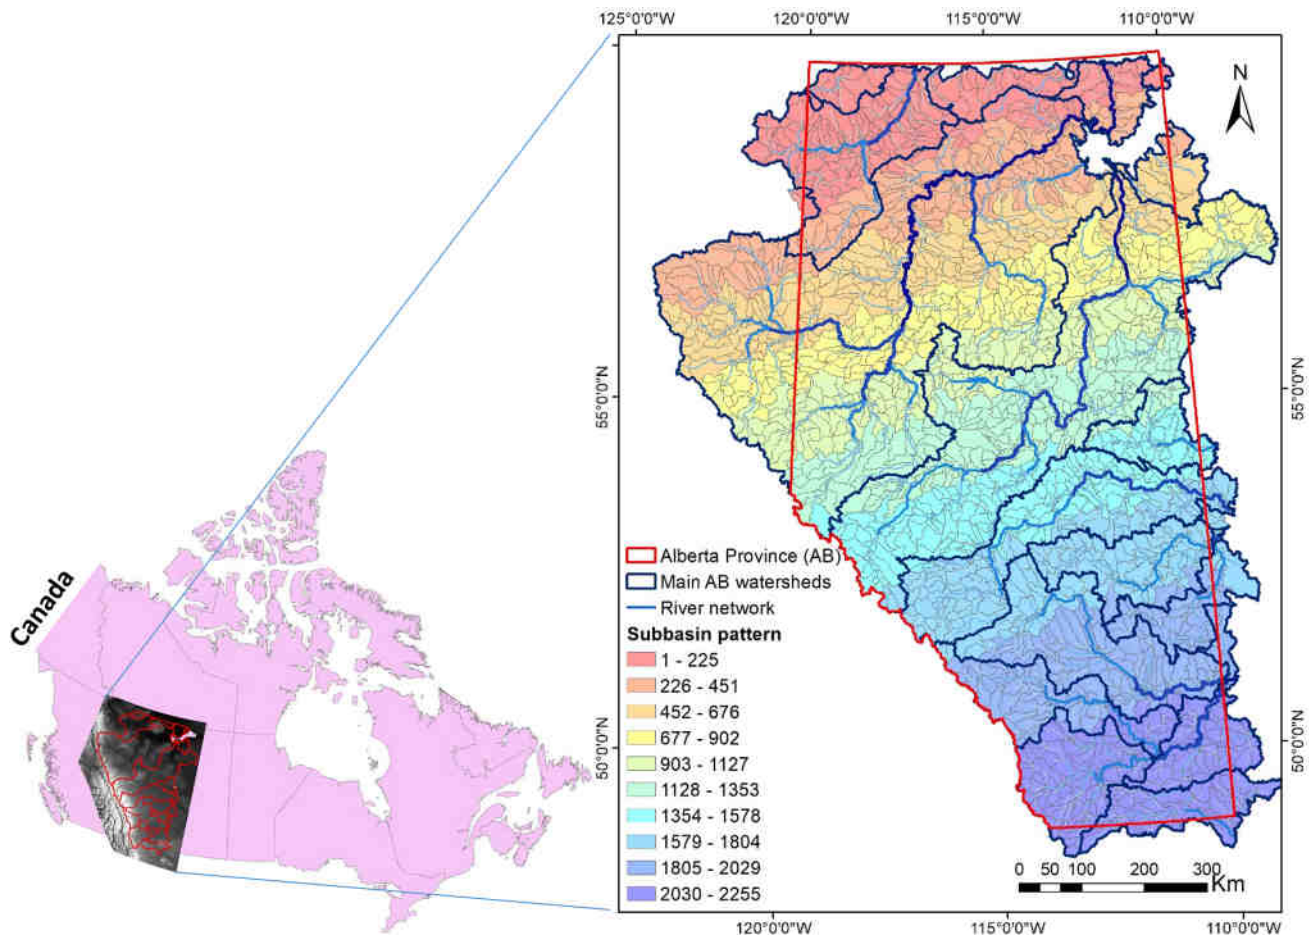 125°0'0"W 120°0'0"W 115°0'0"W 110°0'0"W
N
55°0'0"N
55°0'0"N
Canada
Alberta Province (AB)
Main AB watersheds
River network
Subbasin pattern
1 - 225
226 - 451
452 - 676
677 - 902
903 - 1127
1128 - 1353
1354 - 1578
1579 - 1804
1805 - 2029
2030 - 2255
50°0'0"N
50°0'0"N
0 50 100 200 300
Km
120°0'0"W 115°0'0"W 110°0'0"W